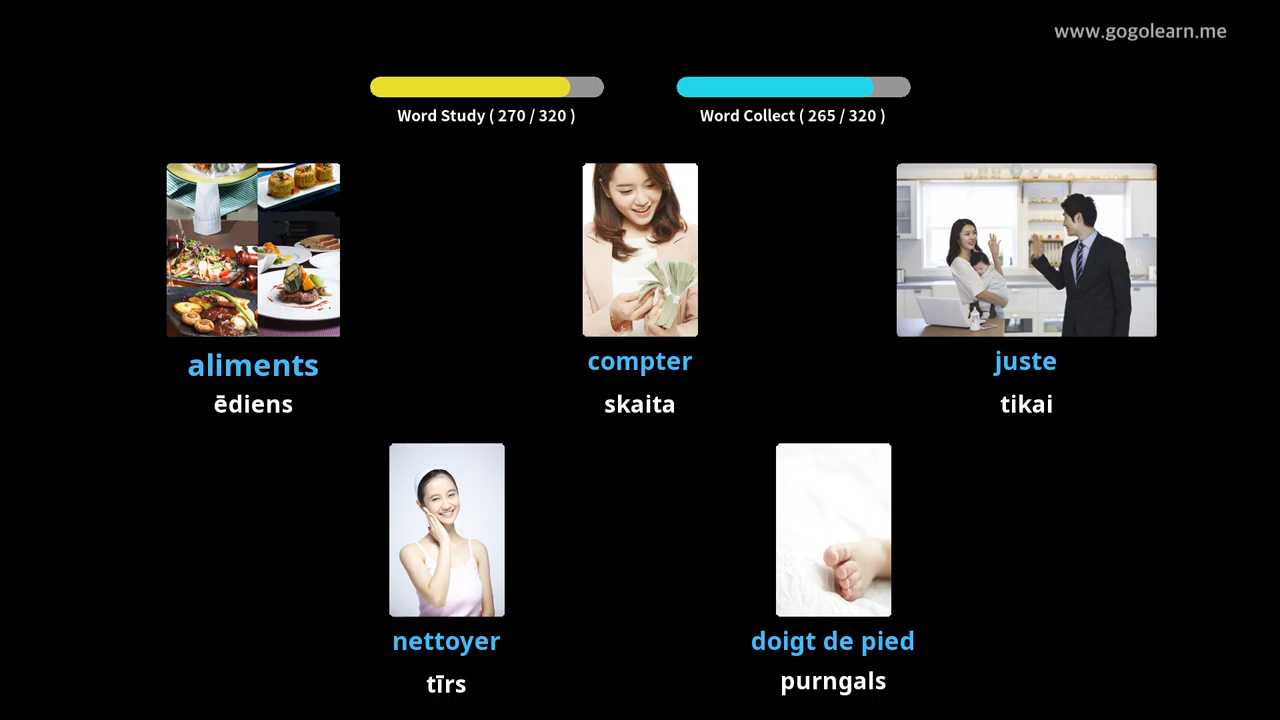 www.gogolearn.me
Word Study ( 270 / 320 )
Word Collect ( 265 / 320 )
aliments
ēdiens
compter
skaita
juste
tikai
nettoyer
tīrs
doigt de pied
purngals